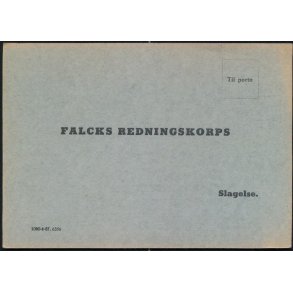 Til porto
FALCKS REDNINGSKORPS
Slagelse.